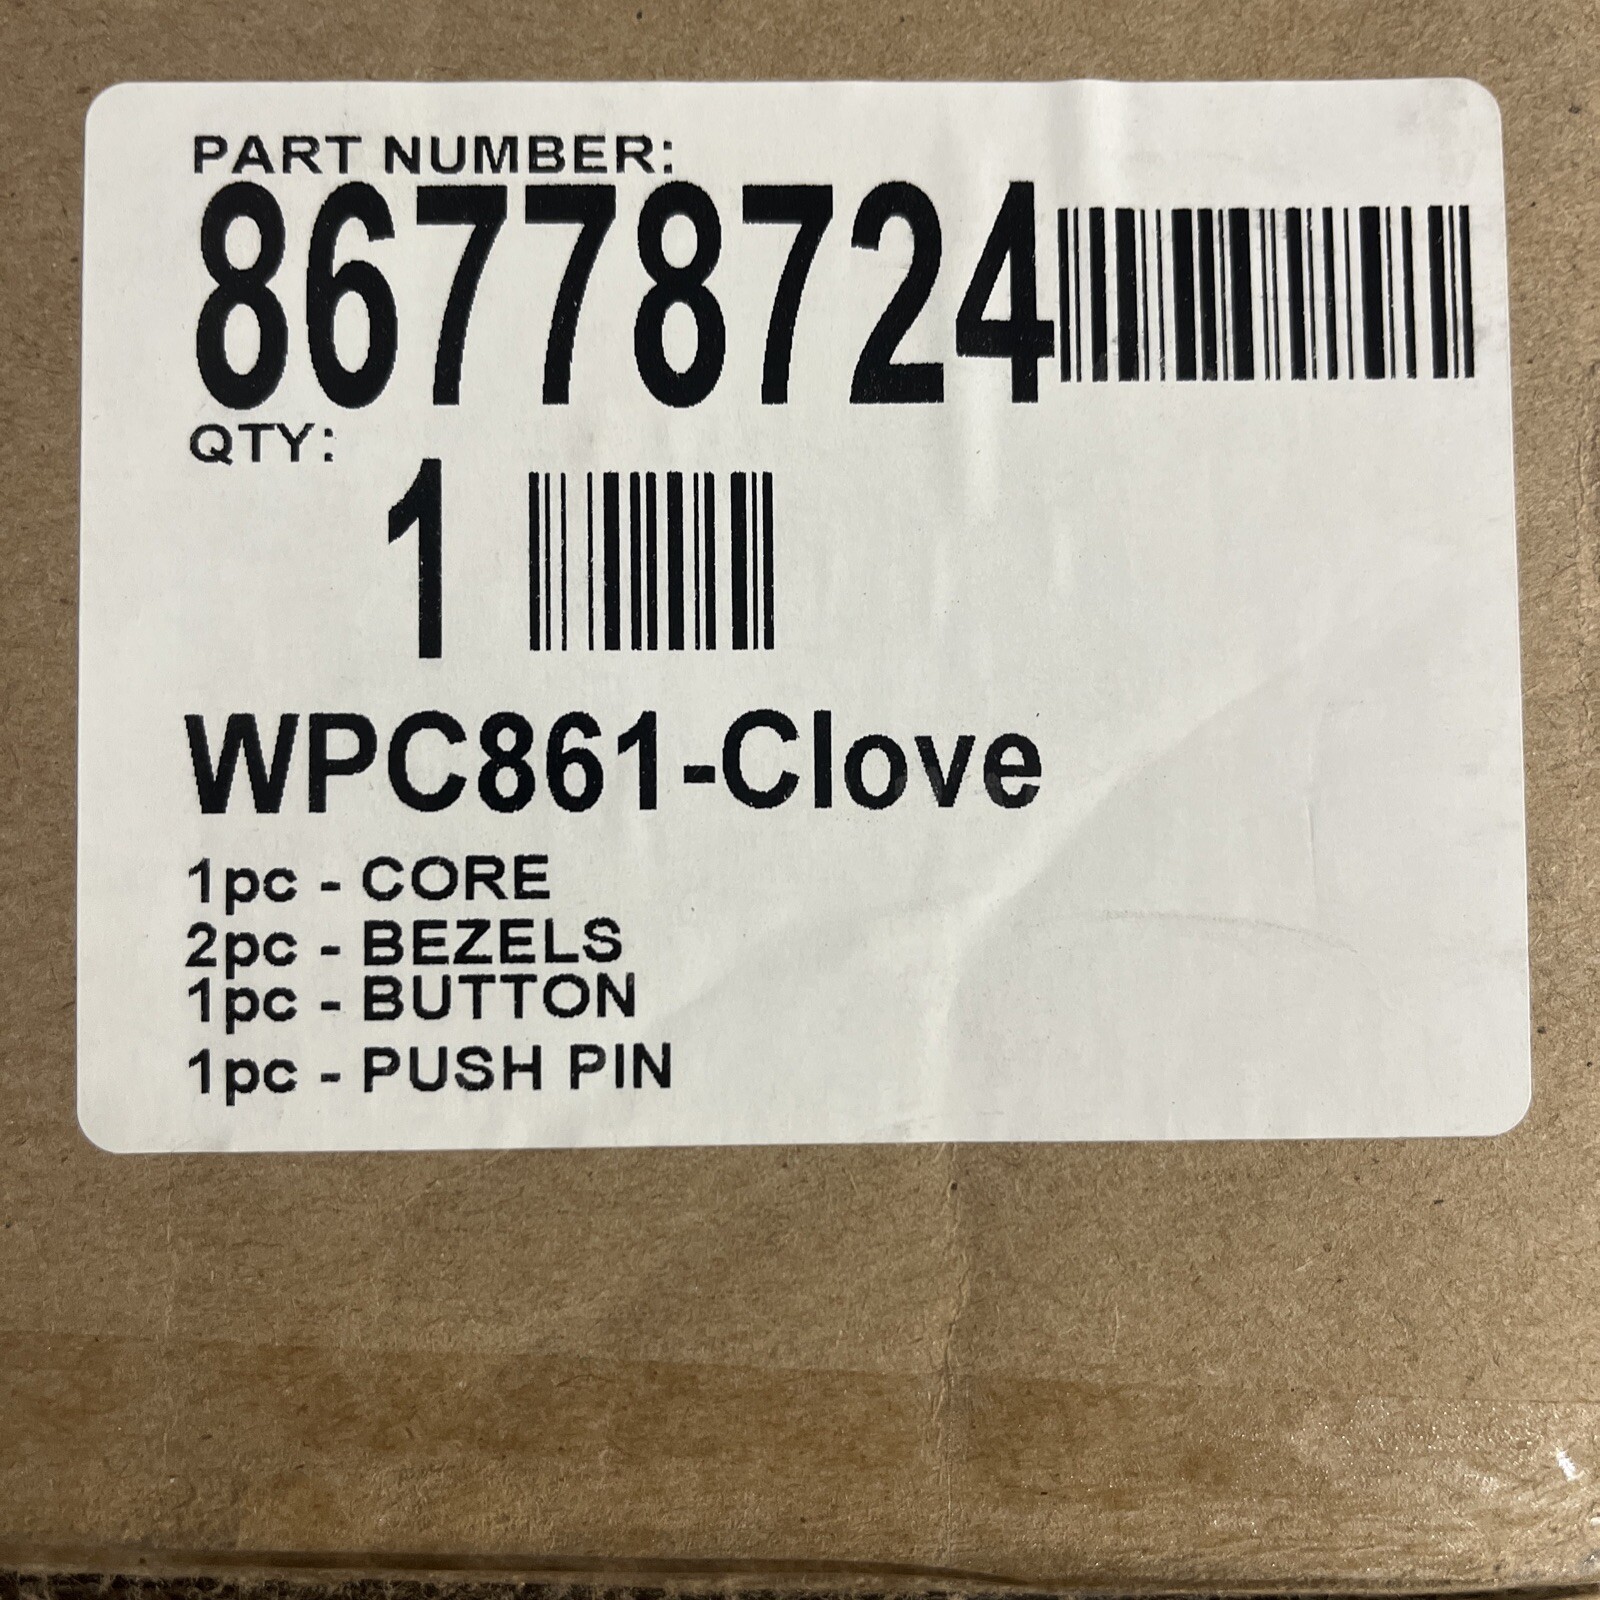 PART NUMBER:
86778724
QTY:
1
WPC861-Clove
1pc - CORE
2pc - BEZELS
1pc - BUTTON
1pc - PUSH PIN